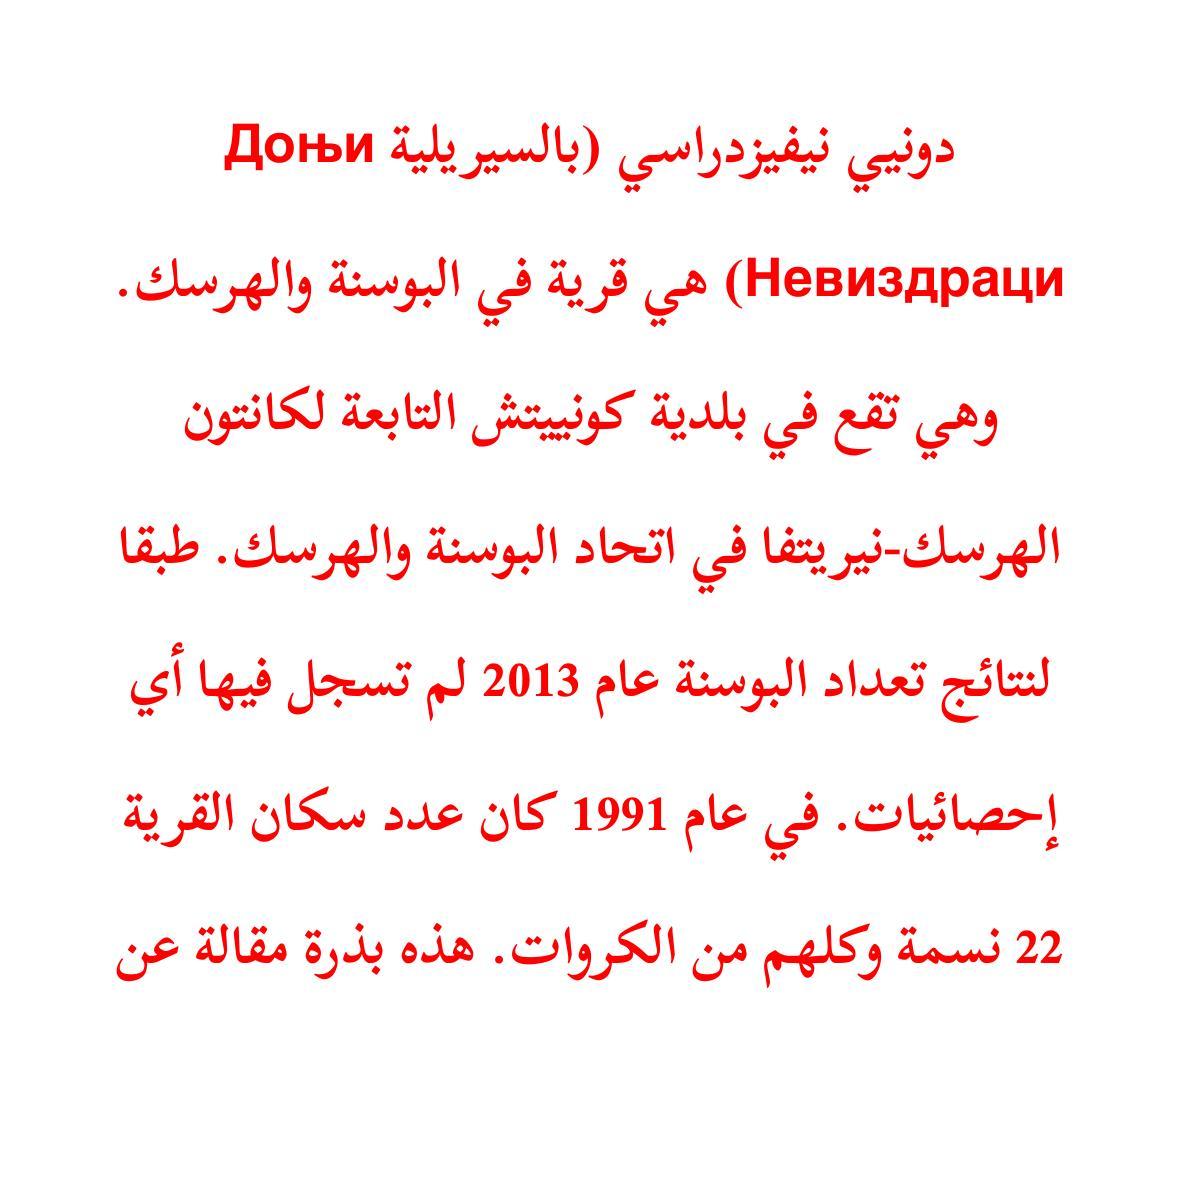 دونيي نيفيزدراسي (بالسيريلية Доњи
Невиздраци) هي قرية في البوسنة والهرسك.
وهي تقع في بلدية كونييتش التابعة لكانتون
الهرسك-نيريتفا في اتحاد البوسنة والهرسك. طبقا
لنتائج تعداد البوسنة عام 2013 لم تسجل فيها أي
إحصائيات. في عام 1991 كان عدد سكان القرية
22 نسمة وكلهم من الكروات. هذه بذرة مقالة عن